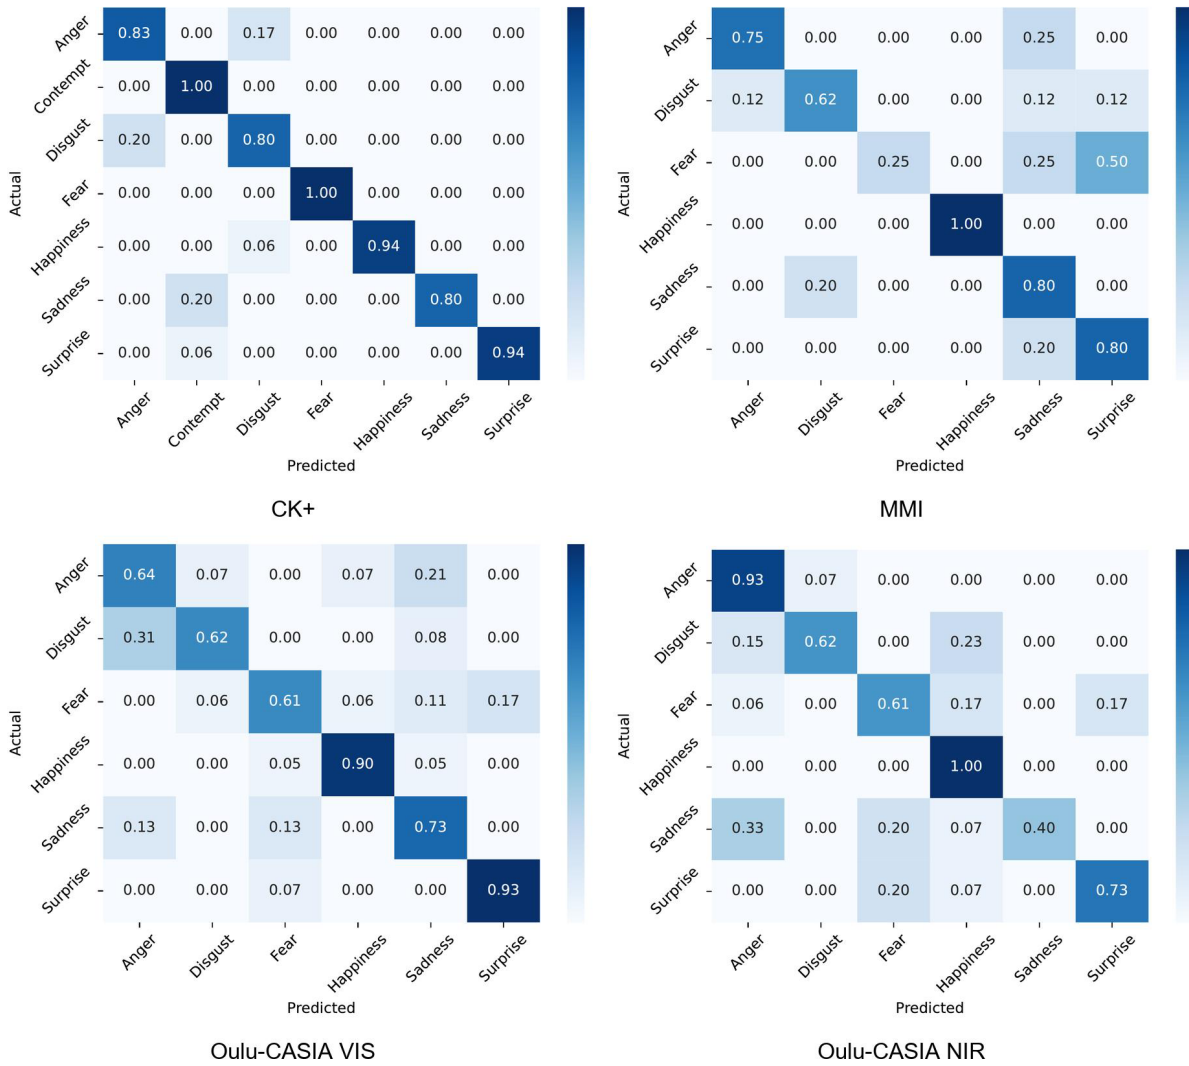 Actual
Anger 0.83 0.00 0.17 0.00 0.00 0.00 0.00
Contempt 0.00 1.00 0.00 0.00 0.00 0.00 0.00
Disgust 0.20 0.00 0.80 0.00 0.00 0.00 0.00
Fear 0.00 0.00 0.00 1.00 0.00 0.00 0.00
Happiness 0.00 0.00 0.06 0.00 0.94 0.00 0.00
Sadness 0.00 0.20 0.00 0.00 0.00 0.80 0.00
Surprise 0.00 0.06 0.00 0.00 0.00 0.00 0.94
Anger Contempt Disgust Fear Happiness Sadness Surprise
Predicted
CK+
Actual
Anger 0.75 0.00 0.00 0.00 0.25 0.00
Disgust 0.12 0.62 0.00 0.00 0.12 0.12
Fear 0.00 0.00 0.25 0.00 0.25 0.50
Happiness 0.00 0.00 0.00 1.00 0.00 0.00
Sadness 0.00 0.20 0.00 0.00 0.80 0.00
Surprise 0.00 0.00 0.00 0.00 0.20 0.80
Anger Disgust Fear Happiness Sadness Surprise
Predicted
MMI
Actual
Anger 0.64 0.07 0.00 0.07 0.21 0.00
Disgust 0.31 0.62 0.00 0.00 0.08 0.00
Fear 0.00 0.06 0.61 0.06 0.11 0.17
Happiness 0.00 0.00 0.05 0.90 0.05 0.00
Sadness 0.13 0.00 0.13 0.00 0.73 0.00
Surprise 0.00 0.00 0.07 0.00 0.00 0.93
Anger Disgust Fear Happiness Sadness Surprise
Predicted
Oulu-CASIA VIS
Actual
Anger 0.93 0.07 0.00 0.00 0.00 0.00
Disgust 0.15 0.62 0.00 0.23 0.00 0.00
Fear 0.06 0.00 0.61 0.17 0.00 0.17
Happiness 0.00 0.00 0.00 1.00 0.00 0.00
Sadness 0.33 0.00 0.20 0.07 0.40 0.00
Surprise 0.00 0.00 0.20 0.07 0.00 0.73
Anger Disgust Fear Happiness Sadness Surprise
Predicted
Oulu-CASIA NIR